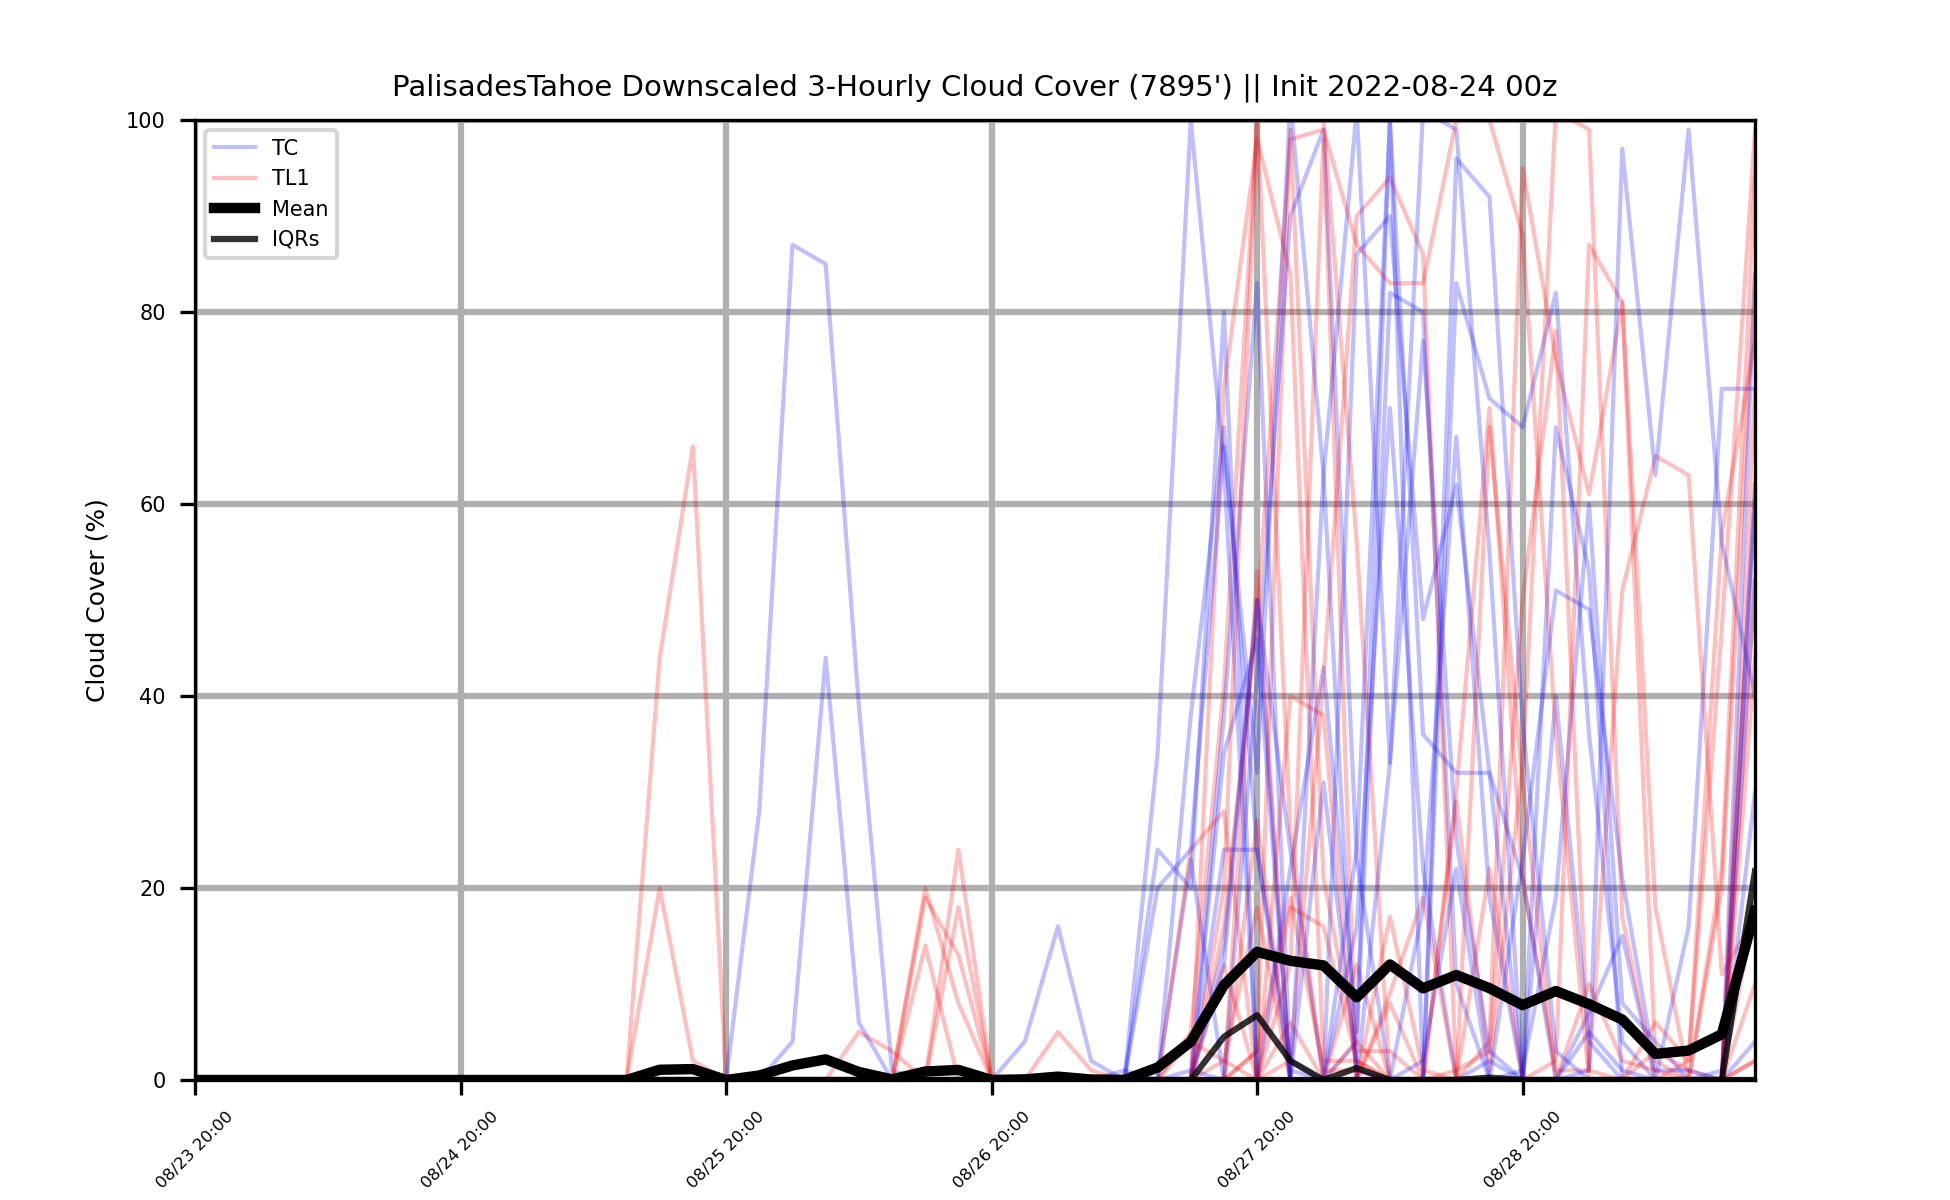 PalisadesTahoe Downscaled 3-Hourly Cloud Cover (7895') || Init 2022-08-24 00z
TC
TL1
Mean
IQRs
Cloud Cover (%)
100
80
60
40
20
0
08/23 20:00
08/24 20:00
08/25 20:00
08/26 20:00
08/27 20:00
08/28 20:00